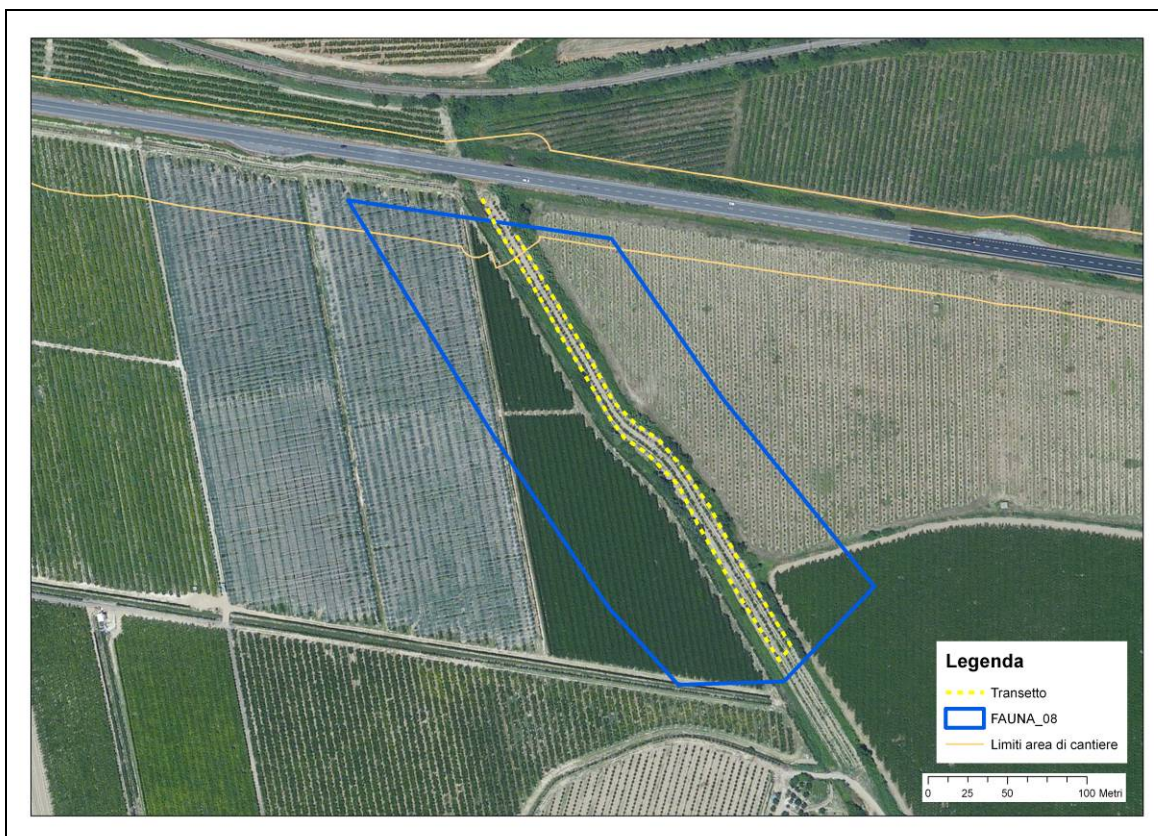 Legenda
Transetto
FAUNA_08
Limiti area di cantiere
0 25 50 100 Metri